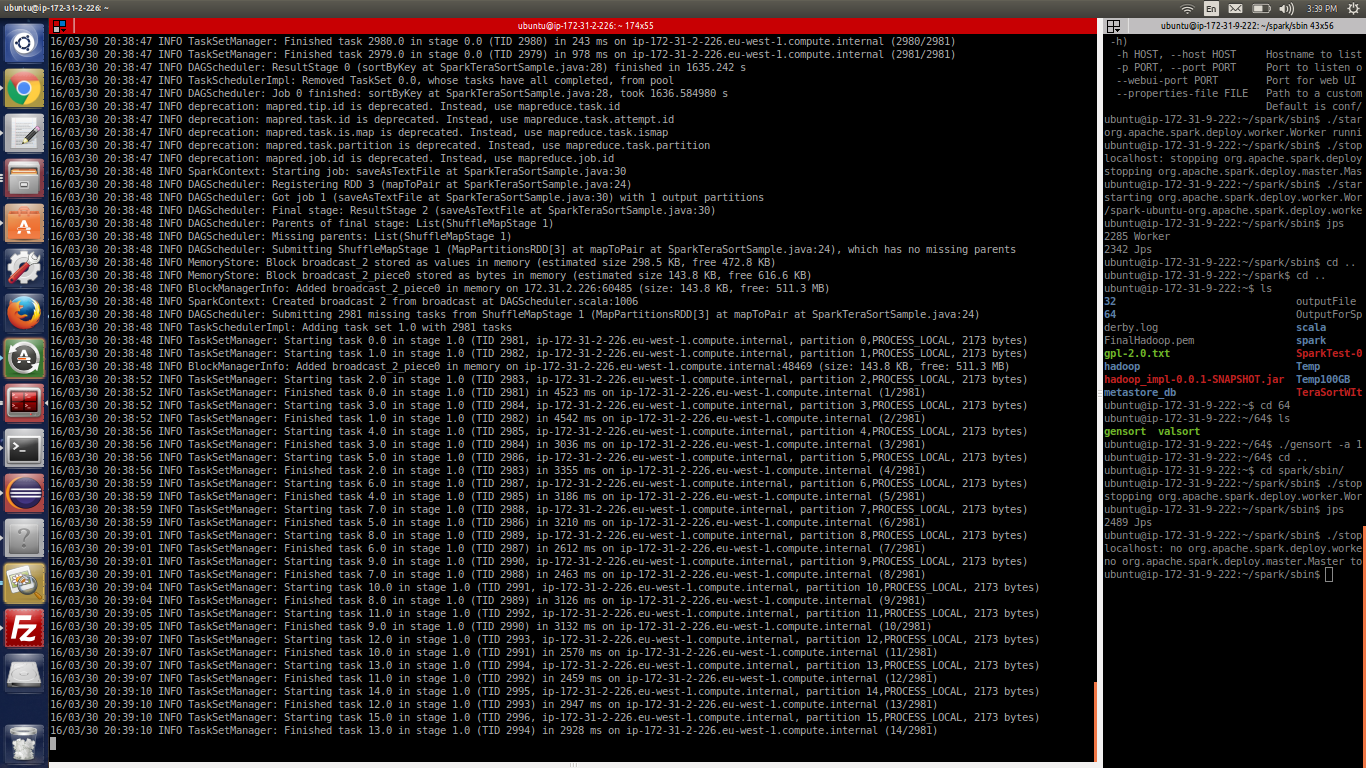 ubuntu@ip-172-31-2-226: ~
En
3:39 PM
ubuntu@ip-172-31-2-226: ~ 174x55
16/03/30 20:38:47 INFO TaskSetManager: Finished task 2980.0 in stage 0.0 (TID 2980) in 243 ms on ip-172-31-2-226.eu-west-1.compute.internal (2980/2981)
16/03/30 20:38:47 INFO TaskSetManager: Finished task 2979.0 in stage 0.0 (TID 2979) in 978 ms on ip-172-31-2-226.eu-west-1.compute.internal (2981/2981)
16/03/30 20:38:47 INFO DAGScheduler: ResultStage 0 (sortByKey at SparkTeraSortSample.java:28) finished in 1635.242 s
16/03/30 20:38:47 INFO TaskSchedulerImpl: Removed TaskSet 0.0, whose tasks have all completed, from pool
16/03/30 20:38:47 INFO DAGScheduler: Job 0 finished: sortByKey at SparkTeraSortSample.java:28, took 1636.584980 s
16/03/30 20:38:47 INFO deprecation: mapred.tip.id is deprecated. Instead, use mapreduce.task.id
16/03/30 20:38:47 INFO deprecation: mapred.task.id is deprecated. Instead, use mapreduce.task.attempt.id
16/03/30 20:38:47 INFO deprecation: mapred.task.is.map is deprecated. Instead, use mapreduce.task.ismap
16/03/30 20:38:47 INFO deprecation: mapred.task.partition is deprecated. Instead, use mapreduce.task.partition
16/03/30 20:38:47 INFO deprecation: mapred.job.id is deprecated. Instead, use mapreduce.job.id
16/03/30 20:38:48 INFO SparkContext: Starting job: saveAsTextFile at SparkTeraSortSample.java:30
16/03/30 20:38:48 INFO DAGScheduler: Registering RDD 3 (mapToPair at SparkTeraSortSample.java:24)
16/03/30 20:38:48 INFO DAGScheduler: Got job 1 (saveAsTextFile at SparkTeraSortSample.java:30) with 1 output partitions
16/03/30 20:38:48 INFO DAGScheduler: Final stage: ResultStage 2 (saveAsTextFile at SparkTeraSortSample.java:30)
16/03/30 20:38:48 INFO DAGScheduler: Parents of final stage: List(ShuffleMapStage 1)
16/03/30 20:38:48 INFO DAGScheduler: Missing parents: List(ShuffleMapStage 1)
16/03/30 20:38:48 INFO DAGScheduler: Submitting ShuffleMapStage 1 (MapPartitionsRDD[3] at mapToPair at SparkTeraSortSample.java:24), which has no missing parents
16/03/30 20:38:48 INFO MemoryStore: Block broadcast_2 stored as values in memory (estimated size 298.5 KB, free 472.8 KB)
16/03/30 20:38:48 INFO MemoryStore: Block broadcast_2_piece0 stored as bytes in memory (estimated size 143.8 KB, free 616.6 KB)
16/03/30 20:38:48 INFO BlockManagerInfo: Added broadcast_2_piece0 in memory on 172.31.2.226:60485 (size: 143.8 KB, free: 511.3 MB)
16/03/30 20:38:48 INFO SparkContext: Created broadcast 2 from broadcast at DAGScheduler.scala:1006
16/03/30 20:38:48 INFO DAGScheduler: Submitting 2981 missing tasks from ShuffleMapStage 1 (MapPartitionsRDD[3] at mapToPair at SparkTeraSortSample.java:24)
16/03/30 20:38:48 INFO TaskSchedulerImpl: Adding task set 1.0 with 2981 tasks
16/03/30 20:38:48 INFO TaskSetManager: Starting task 0.0 in stage 1.0 (TID 2981, ip-172-31-2-226.eu-west-1.compute.internal, partition 0,PROCESS_LOCAL, 2173 bytes)
16/03/30 20:38:48 INFO TaskSetManager: Starting task 1.0 in stage 1.0 (TID 2982, ip-172-31-2-226.eu-west-1.compute.internal, partition 1,PROCESS_LOCAL, 2173 bytes)
16/03/30 20:38:48 INFO BlockManagerInfo: Added broadcast_2_piece0 in memory on ip-172-31-2-226.eu-west-1.compute.internal:48469 (size: 143.8 KB, free: 511.3 MB)
16/03/30 20:38:52 INFO TaskSetManager: Starting task 2.0 in stage 1.0 (TID 2983, ip-172-31-2-226.eu-west-1.compute.internal, partition 2,PROCESS_LOCAL, 2173 bytes)
16/03/30 20:38:52 INFO TaskSetManager: Finished task 0.0 in stage 1.0 (TID 2981) in 4523 ms on ip-172-31-2-226.eu-west-1.compute.internal (1/2981)
16/03/30 20:38:52 INFO TaskSetManager: Starting task 3.0 in stage 1.0 (TID 2984, ip-172-31-2-226.eu-west-1.compute.internal, partition 3,PROCESS_LOCAL, 2173 bytes)
16/03/30 20:38:52 INFO TaskSetManager: Finished task 1.0 in stage 1.0 (TID 2982) in 4542 ms on ip-172-31-2-226.eu-west-1.compute.internal (2/2981)
16/03/30 20:38:56 INFO TaskSetManager: Starting task 4.0 in stage 1.0 (TID 2985, ip-172-31-2-226.eu-west-1.compute.internal, partition 4,PROCESS_LOCAL, 2173 bytes)
16/03/30 20:38:56 INFO TaskSetManager: Finished task 3.0 in stage 1.0 (TID 2984) in 3036 ms on ip-172-31-2-226.eu-west-1.compute.internal (3/2981)
16/03/30 20:38:56 INFO TaskSetManager: Starting task 5.0 in stage 1.0 (TID 2986, ip-172-31-2-226.eu-west-1.compute.internal, partition 5,PROCESS_LOCAL, 2173 bytes)
16/03/30 20:38:56 INFO TaskSetManager: Finished task 2.0 in stage 1.0 (TID 2983) in 3355 ms on ip-172-31-2-226.eu-west-1.compute.internal (4/2981)
16/03/30 20:38:59 INFO TaskSetManager: Starting task 6.0 in stage 1.0 (TID 2987, ip-172-31-2-226.eu-west-1.compute.internal, partition 6,PROCESS_LOCAL, 2173 bytes)
16/03/30 20:38:59 INFO TaskSetManager: Finished task 4.0 in stage 1.0 (TID 2985) in 3186 ms on ip-172-31-2-226.eu-west-1.compute.internal (5/2981)
16/03/30 20:38:59 INFO TaskSetManager: Starting task 7.0 in stage 1.0 (TID 2988, ip-172-31-2-226.eu-west-1.compute.internal, partition 7,PROCESS_LOCAL, 2173 bytes)
16/03/30 20:38:59 INFO TaskSetManager: Finished task 5.0 in stage 1.0 (TID 2986) in 3210 ms on ip-172-31-2-226.eu-west-1.compute.internal (6/2981)
16/03/30 20:39:01 INFO TaskSetManager: Starting task 8.0 in stage 1.0 (TID 2989, ip-172-31-2-226.eu-west-1.compute.internal, partition 8,PROCESS_LOCAL, 2173 bytes)
16/03/30 20:39:01 INFO TaskSetManager: Finished task 6.0 in stage 1.0 (TID 2987) in 2612 ms on ip-172-31-2-226.eu-west-1.compute.internal (7/2981)
16/03/30 20:39:01 INFO TaskSetManager: Starting task 9.0 in stage 1.0 (TID 2990, ip-172-31-2-226.eu-west-1.compute.internal, partition 9,PROCESS_LOCAL, 2173 bytes)
16/03/30 20:39:01 INFO TaskSetManager: Finished task 7.0 in stage 1.0 (TID 2988) in 2463 ms on ip-172-31-2-226.eu-west-1.compute.internal (8/2981)
16/03/30 20:39:04 INFO TaskSetManager: Starting task 10.0 in stage 1.0 (TID 2991, ip-172-31-2-226.eu-west-1.compute.internal, partition 10,PROCESS_LOCAL, 2173 bytes)
16/03/30 20:39:04 INFO TaskSetManager: Finished task 8.0 in stage 1.0 (TID 2989) in 3126 ms on ip-172-31-2-226.eu-west-1.compute.internal (9/2981)
16/03/30 20:39:05 INFO TaskSetManager: Starting task 11.0 in stage 1.0 (TID 2992, ip-172-31-2-226.eu-west-1.compute.internal, partition 11,PROCESS_LOCAL, 2173 bytes)
16/03/30 20:39:05 INFO TaskSetManager: Finished task 9.0 in stage 1.0 (TID 2990) in 3132 ms on ip-172-31-2-226.eu-west-1.compute.internal (10/2981)
16/03/30 20:39:07 INFO TaskSetManager: Starting task 12.0 in stage 1.0 (TID 2993, ip-172-31-2-226.eu-west-1.compute.internal, partition 12,PROCESS_LOCAL, 2173 bytes)
16/03/30 20:39:07 INFO TaskSetManager: Finished task 10.0 in stage 1.0 (TID 2991) in 2570 ms on ip-172-31-2-226.eu-west-1.compute.internal (11/2981)
16/03/30 20:39:07 INFO TaskSetManager: Starting task 13.0 in stage 1.0 (TID 2994, ip-172-31-2-226.eu-west-1.compute.internal, partition 13,PROCESS_LOCAL, 2173 bytes)
16/03/30 20:39:07 INFO TaskSetManager: Finished task 11.0 in stage 1.0 (TID 2992) in 2459 ms on ip-172-31-2-226.eu-west-1.compute.internal (12/2981)
16/03/30 20:39:10 INFO TaskSetManager: Starting task 14.0 in stage 1.0 (TID 2995, ip-172-31-2-226.eu-west-1.compute.internal, partition 14,PROCESS_LOCAL, 2173 bytes)
16/03/30 20:39:10 INFO TaskSetManager: Finished task 12.0 in stage 1.0 (TID 2993) in 2947 ms on ip-172-31-2-226.eu-west-1.compute.internal (13/2981)
16/03/30 20:39:10 INFO TaskSetManager: Starting task 15.0 in stage 1.0 (TID 2996, ip-172-31-2-226.eu-west-1.compute.internal, partition 15,PROCESS_LOCAL, 2173 bytes)
16/03/30 20:39:10 INFO TaskSetManager: Finished task 13.0 in stage 1.0 (TID 2994) in 2928 ms on ip-172-31-2-226.eu-west-1.compute.internal (14/2981)
ubuntu@ip-172-31-9-222: ~/spark/sbin 43x56
-h)
-h HOST, --host HOST Hostname to list
-p PORT, --port PORT Port to listen o
--webui-port PORT Port for web UI
--properties-file FILE Path to a custom
Default is conf/
ubuntu@ip-172-31-9-222:~/spark/sbin$ ./star
org.apache.spark.deploy.worker.Worker runni
ubuntu@ip-172-31-9-222:~/spark/sbin$ ./stop
localhost: stopping org.apache.spark.deploy
stopping org.apache.spark.deploy.master.Mas
ubuntu@ip-172-31-9-222:~/spark/sbin$ ./star
starting org.apache.spark.deploy.worker.Wor
/spark-ubuntu-org.apache.spark.deploy.worke
ubuntu@ip-172-31-9-222:~/spark/sbin$ jps
2285 Worker
2342 Jps
ubuntu@ip-172-31-9-222:~/spark/sbin$ cd ..
ubuntu@ip-172-31-9-222:~/spark$ cd ..
ubuntu@ip-172-31-9-222:~$ ls
32 outputFile
64 OutputForSp
derby.log scala
FinalHadoop.pem spark
gpl-2.0.txt SparkTest-0
hadoop Temp
hadoop_impl-0.0.1-SNAPSHOT.jar Temp100GB
metastore_db TeraSortWIt
ubuntu@ip-172-31-9-222:~$ cd 64
ubuntu@ip-172-31-9-222:~/64$ ls
gensort valsort
ubuntu@ip-172-31-9-222:~/64$ ./gensort -a 1
ubuntu@ip-172-31-9-222:~/64$ cd ..
ubuntu@ip-172-31-9-222:~$ cd spark/sbin/
ubuntu@ip-172-31-9-222:~/spark/sbin$ ./stop
stopping org.apache.spark.deploy.worker.Wor
ubuntu@ip-172-31-9-222:~/spark/sbin$ jps
2489 Jps
ubuntu@ip-172-31-9-222:~/spark/sbin$ ./stop
localhost: no org.apache.spark.deploy.worke
no org.apache.spark.deploy.master.Master to
ubuntu@ip-172-31-9-222:~/spark/sbin$